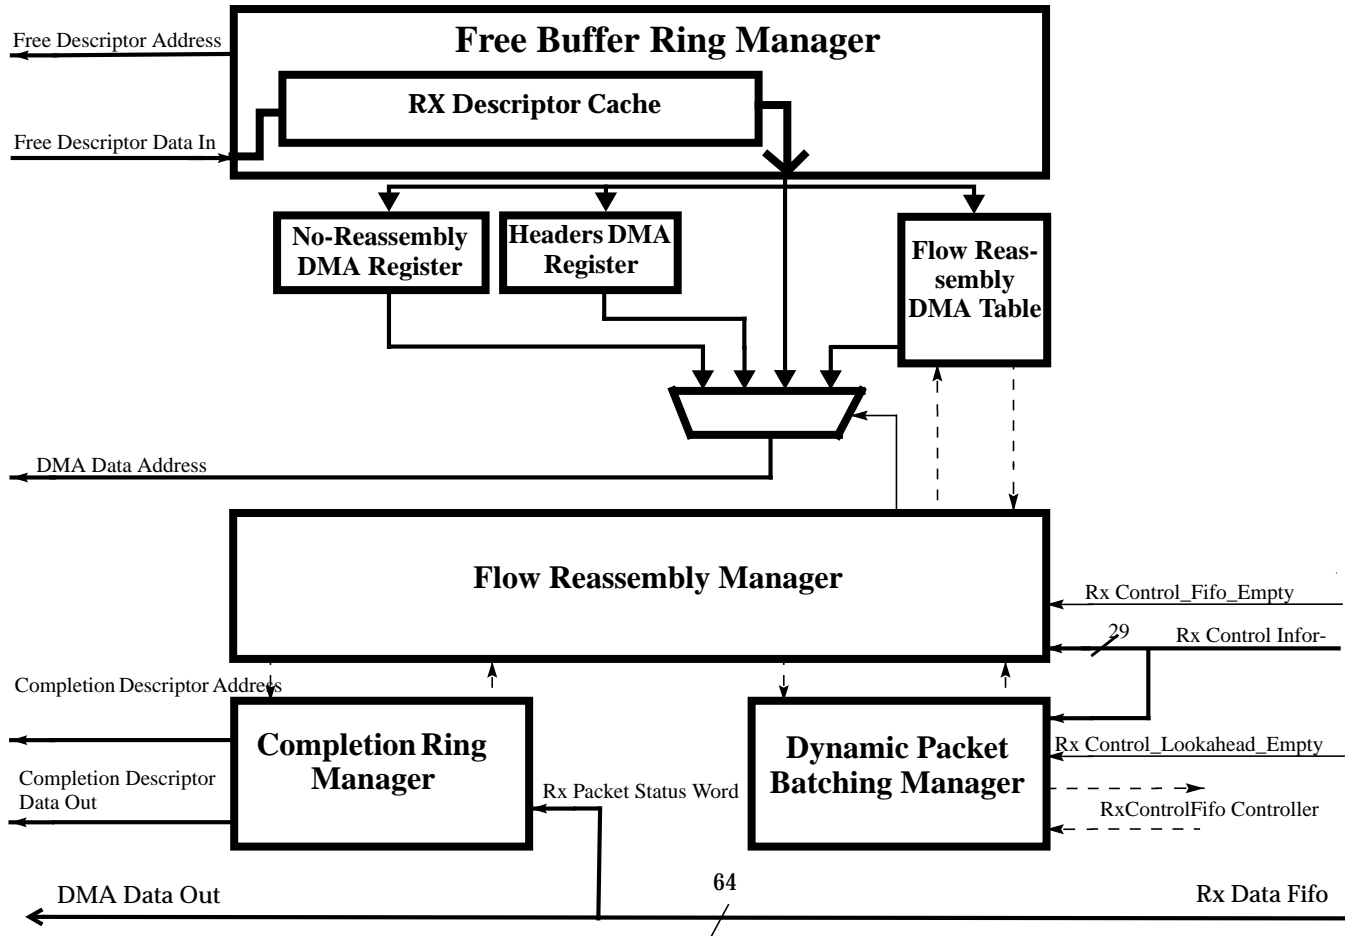 Free Buffer Ring Manager
Free Descriptor Address
RX Descriptor Cache
Free Descriptor Data In
No-Reassembly
DMA Register
Headers DMA
Register
Flow Reas-
sembly
DMA Table
DMA Data Address
Flow Reassembly Manager
Rx Control_Fifo_Empty
29
Rx Control Infor-
Completion Descriptor Address
Completion Ring
Manager
Dynamic Packet
Batching Manager
Rx Control_Lookahead_Empty
Completion Descriptor
Data Out
Rx Packet Status Word
RxControlFifo Controller
64
DMA Data Out
Rx Data Fifo